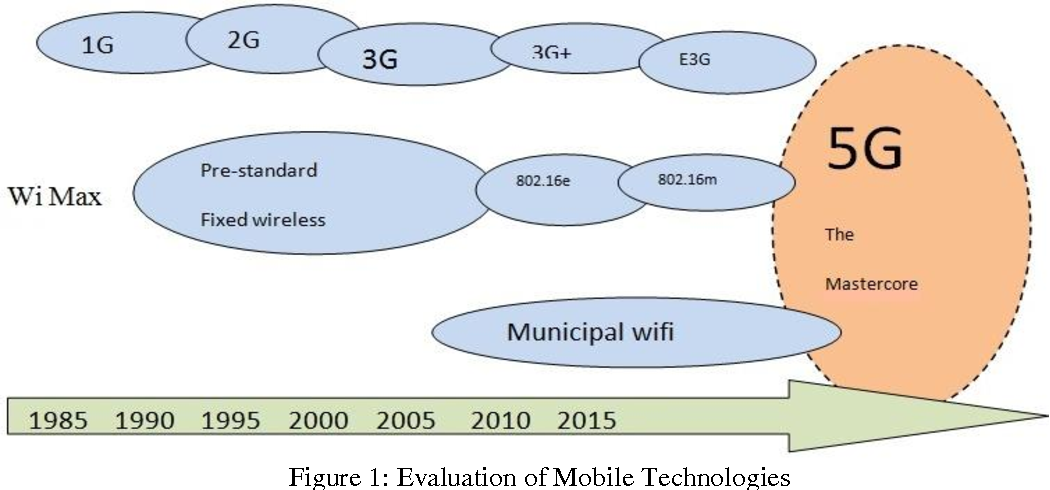 1G
2G
3G
3G+
E3G
5G
The
Mastercore
Wi Max
Pre-standard
Fixed wireless
802.16e
802.16m
Municipal wifi
1985 1990 1995 2000 2005 2010 2015
Figure 1: Evaluation of Mobile Technologies